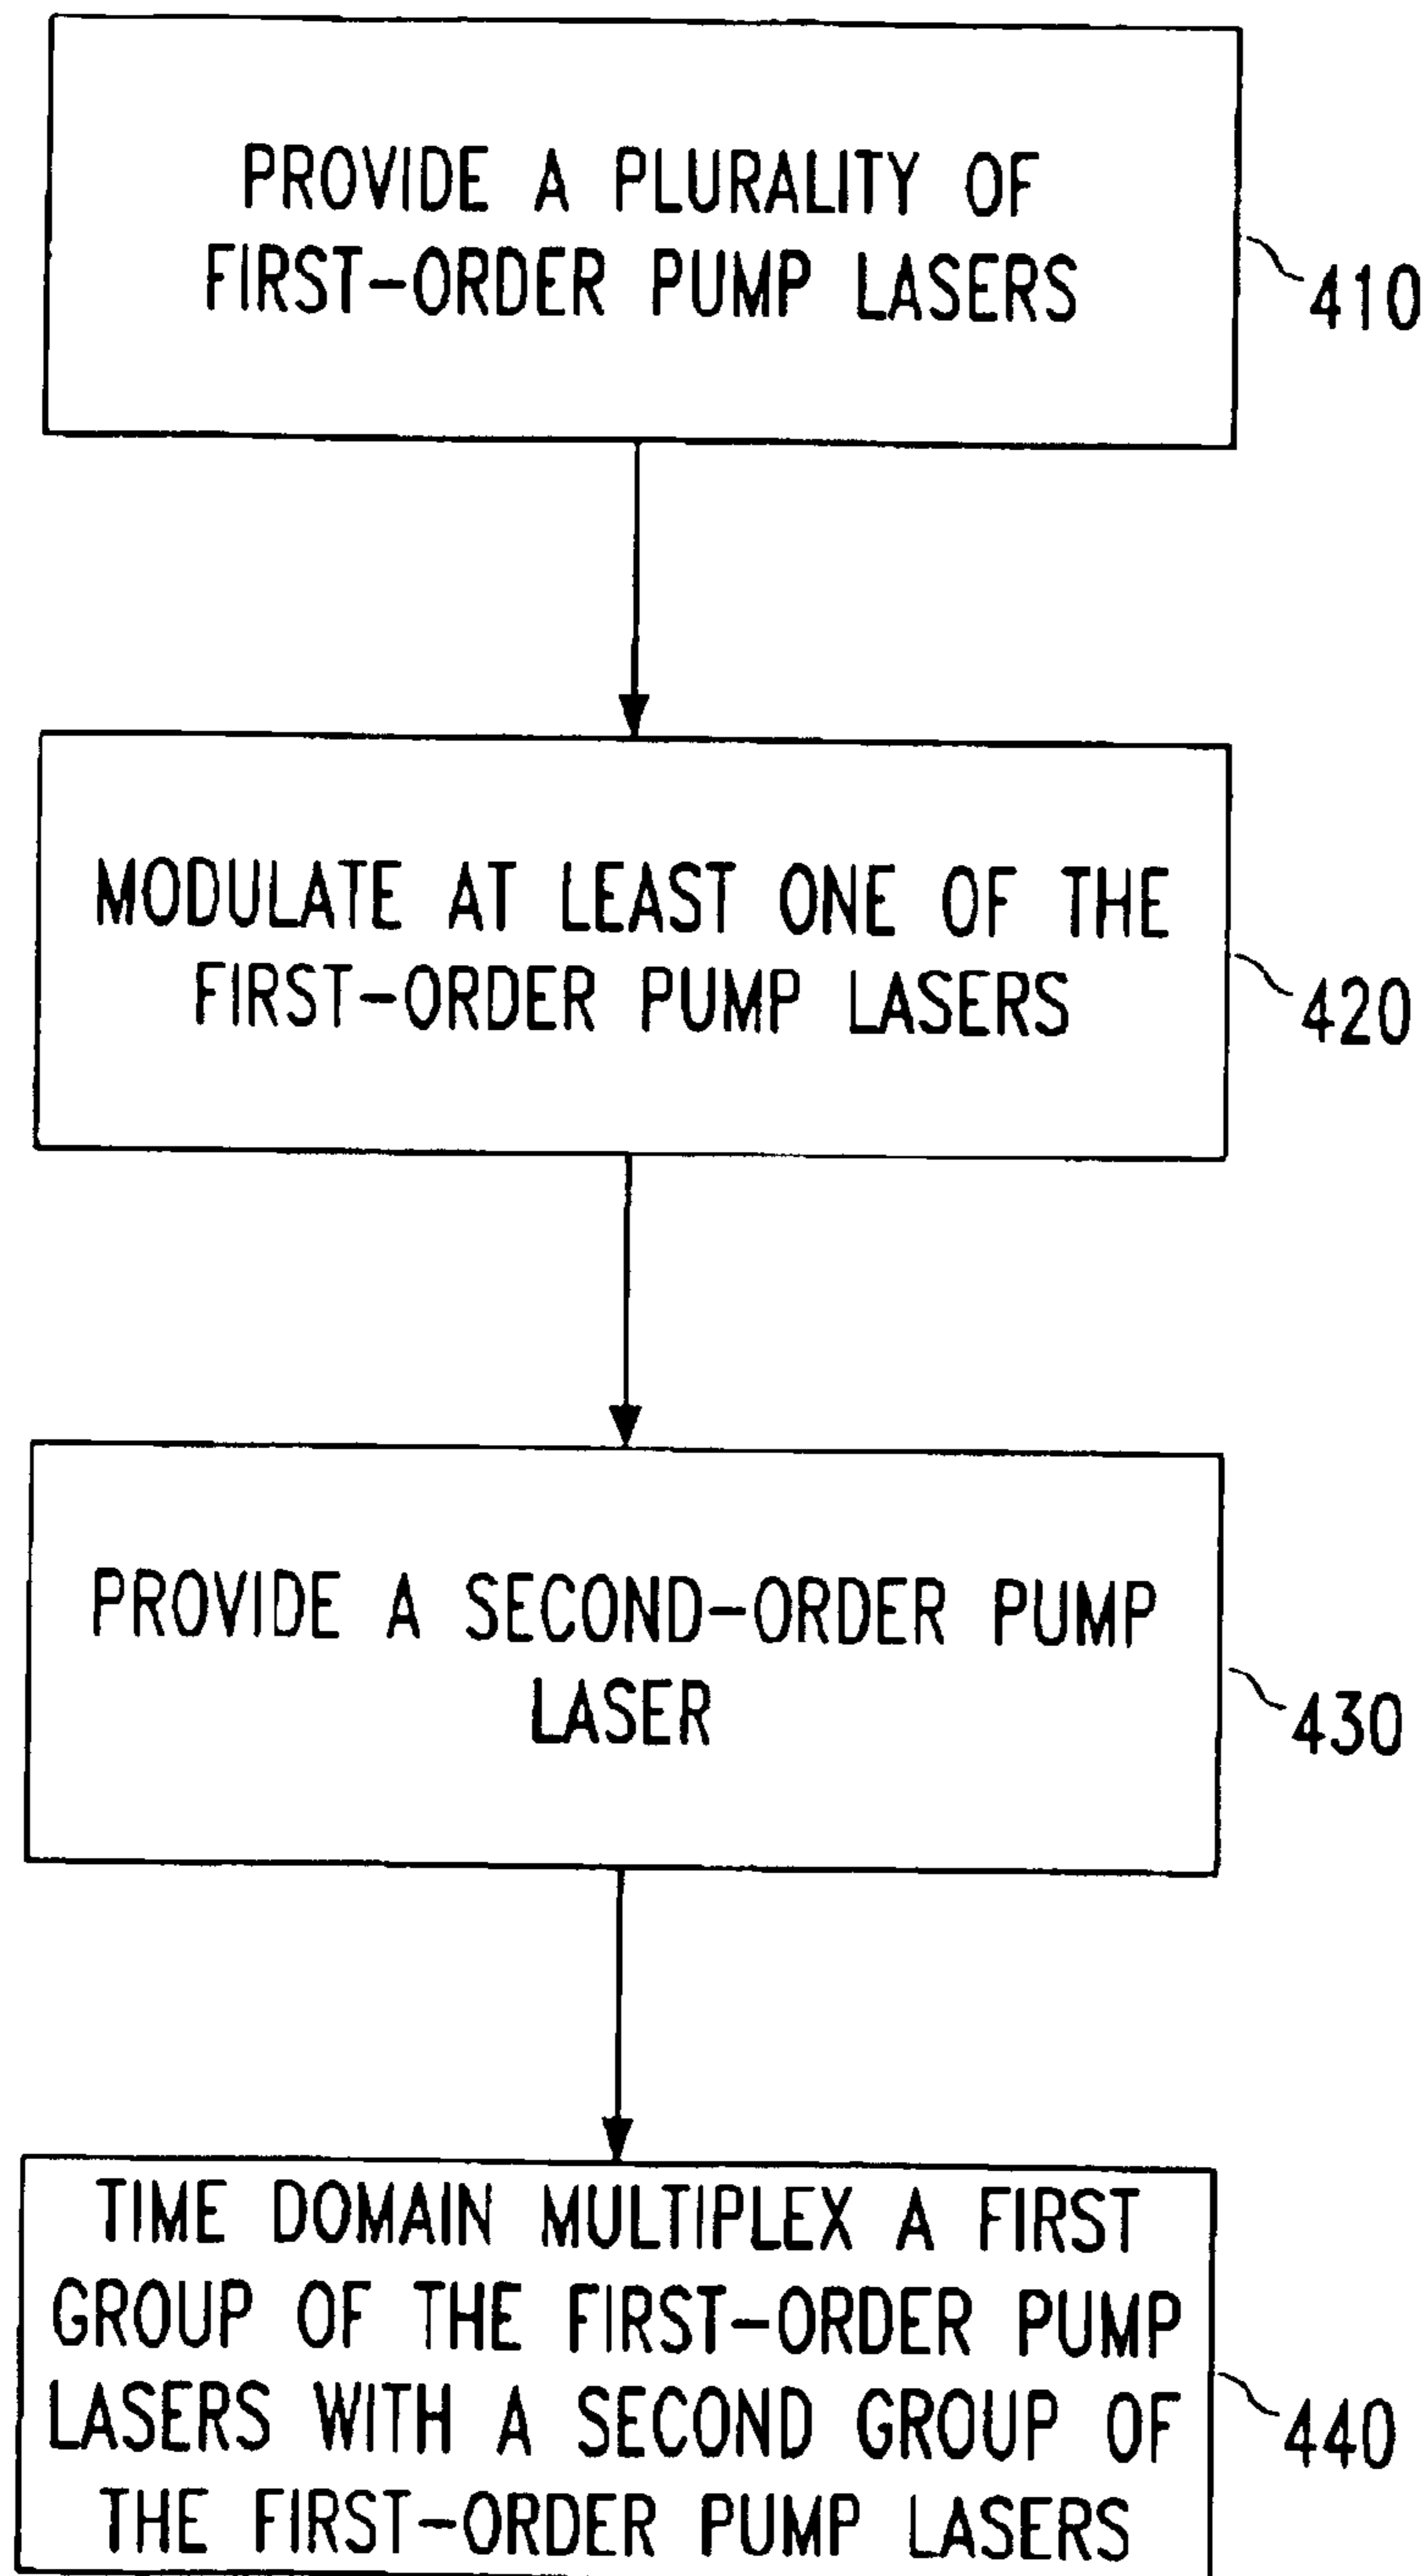 PROVIDE A PLURALITY OF
FIRST-ORDER PUMP LASERS
410
MODULATE AT LEAST ONE OF THE
FIRST-ORDER PUMP LASERS
420
PROVIDE A SECOND-ORDER PUMP
LASER
430
TIME DOMAIN MULTIPLEX A FIRST
GROUP OF THE FIRST-ORDER PUMP
LASERS WITH A SECOND GROUP OF
THE FIRST-ORDER PUMP LASERS
440